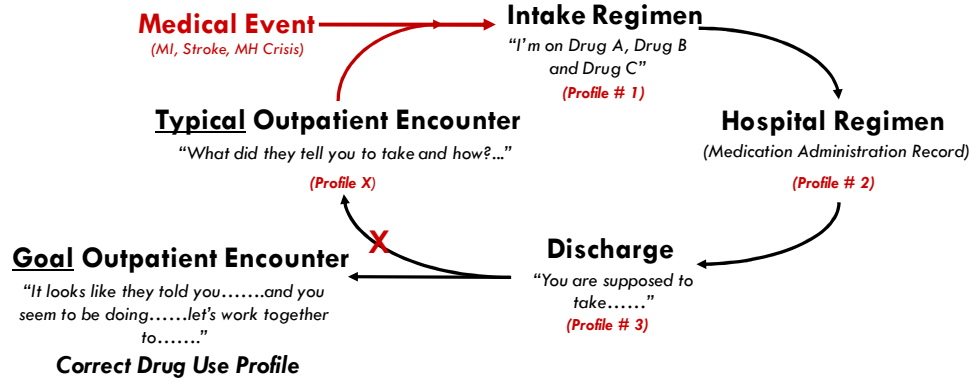 Medical Event
(MI, Stroke, MH Crisis)
Intake Regimen
“I’m on Drug A, Drug B
and Drug C”
(Profile # 1)
Typical Outpatient Encounter
“What did they tell you to take and how?...”
(Profile X)
Hospital Regimen
(Medication Administration Record)
(Profile # 2)
X
Goal Outpatient Encounter
“It looks like they told you…….and you
seem to be doing……let’s work together
to…….”
Correct Drug Use Profile
Discharge
“You are supposed to
take……”
(Profile # 3)